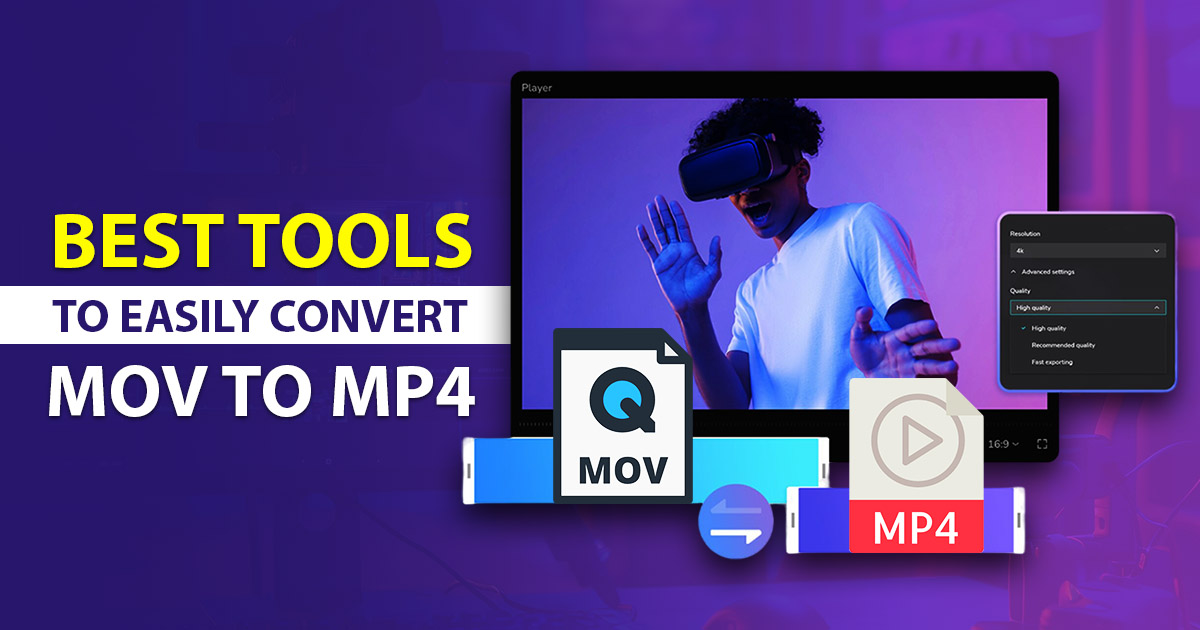 BEST TOOLS
TO EASILY CONVERT
MOV TO MP4
Player
Resolution
4k
Advanced settings
Quality
High quality
High quality
Recommended quality
Fast exporting
16:9
MOV
MP4